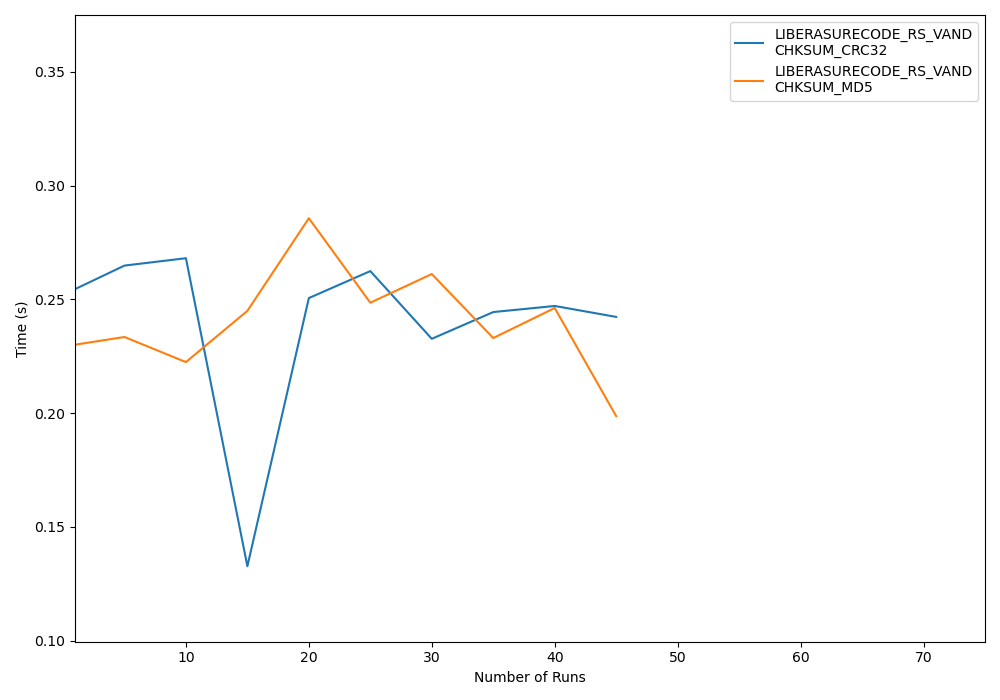 LIBERASURECODE_RS_VAND
CHKSUM_CRC32
LIBERASURECODE_RS_VAND
CHKSUM_MD5
0.35
0.30
0.25
0.20
0.15
0.10
Time (s)
10 20 30 40 50 60 70
Number of Runs